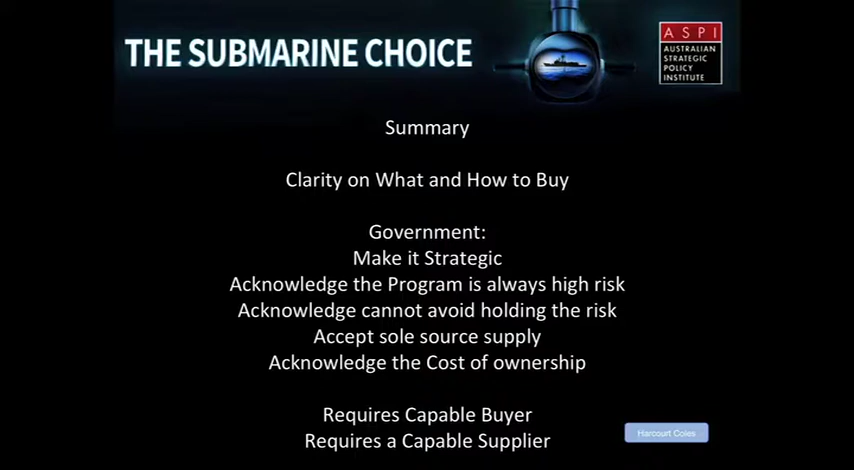 THE SUBMARINE CHOICE
ASPI
AUSTRALIAN
STRATEGIC
POLICY
INSTITUTE
Summary
Clarity on What and How to Buy
Government:
Make it Strategic
Acknowledge the Program is always high risk
Acknowledge cannot avoid holding the risk
Accept sole source supply
Acknowledge the Cost of ownership
Requires Capable Buyer
Requires a Capable Supplier
Harcourt Coles